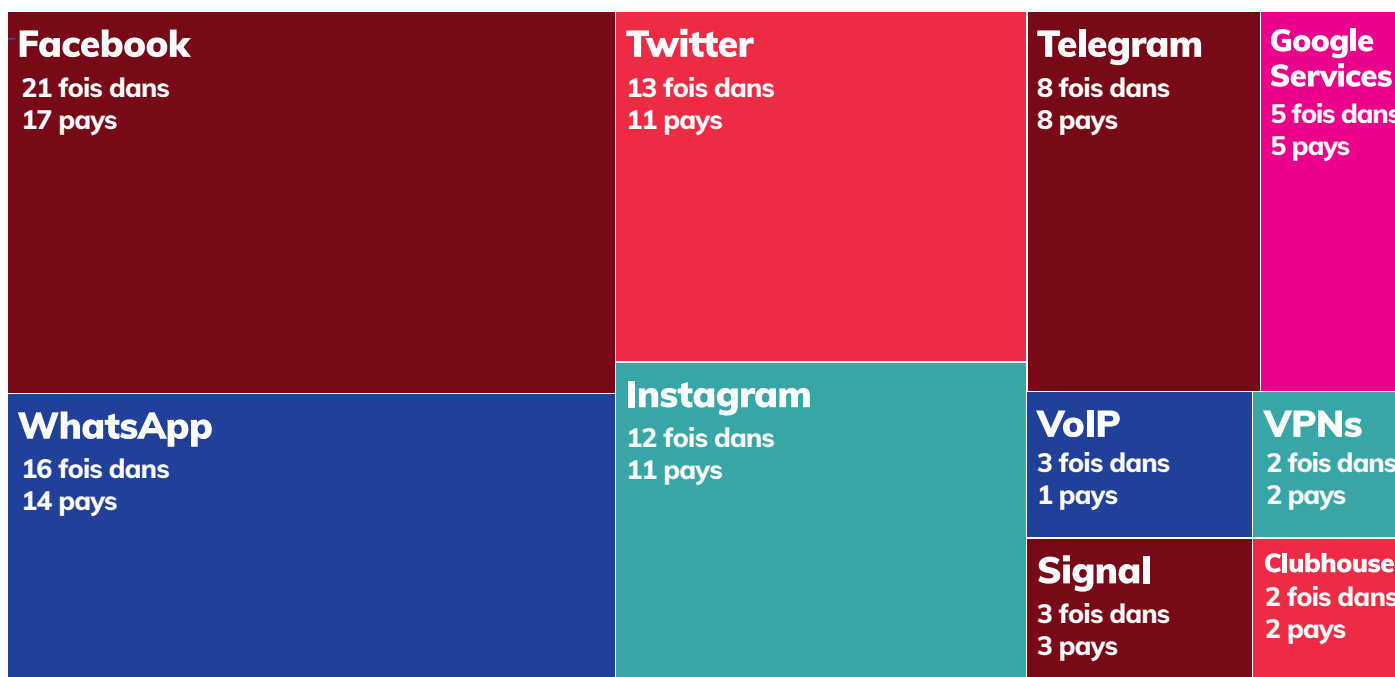 Facebook
21 fois dans
17 pays
WhatsApp
16 fois dans
14 pays
Twitter
13 fois dans
11 pays
Instagram
12 fois dans
11 pays
Telegram
8 fois dans
8 pays
Google
Services
5 fois dans
5 pays
VoIP
3 fois dans
1 pays
VPNs
2 fois dans
2 pays
Signal
3 fois dans
3 pays
Clubhouse
2 fois dans
2 pays